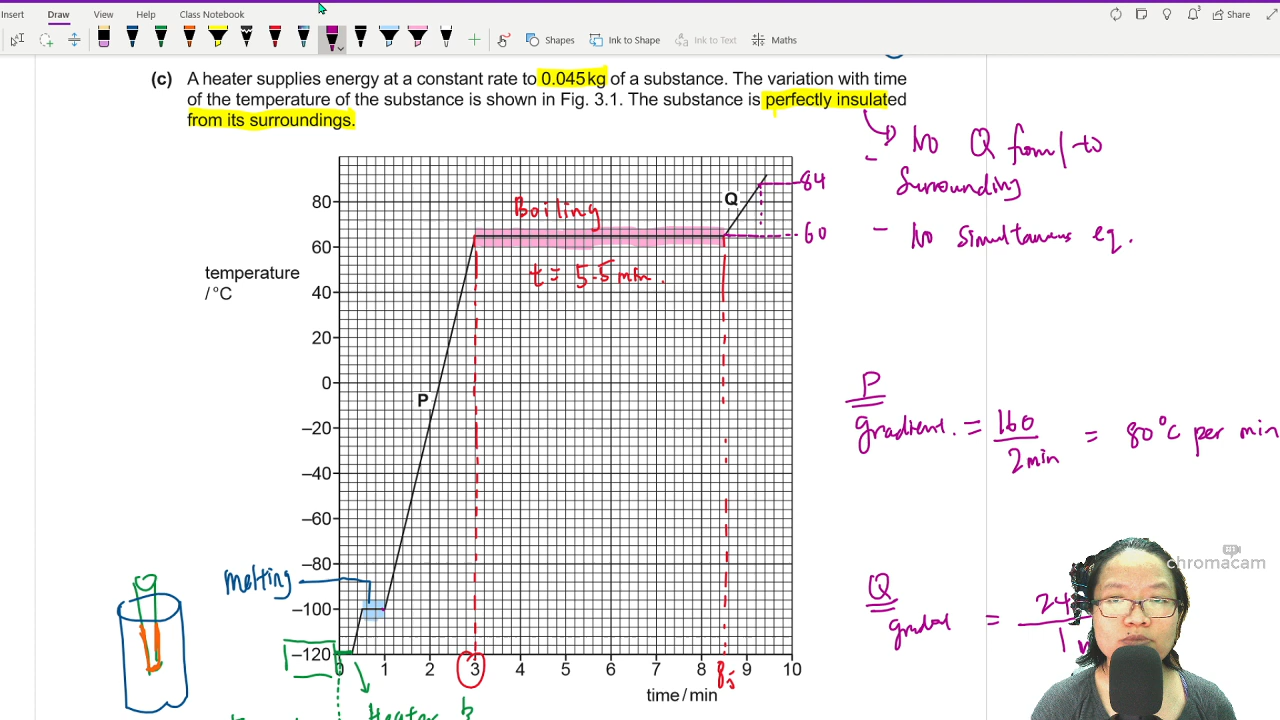 Insert Draw View Help Class Notebook
Share
Shapes Ink to Shape Ink to Text Maths
(c) A heater supplies energy at a constant rate to 0.045kg of a substance. The variation with time
of the temperature of the substance is shown in Fig. 3.1. The substance is perfectly insulated
from its surroundings.
No Q from/to
surrounding
- No simultaneous eq.
84
60
Boiling
t = 5.5 min.
Q
P
temperature
/°C
80
60
40
20
0
–20
–40
–60
–80
–100
–120
0 1 2 3 4 5 6 7 8 9 10
8.5
time/min
melting
Heater
P
gradient. = 160 / 2min = 80°C per min
Q
= 24
1
chromacam